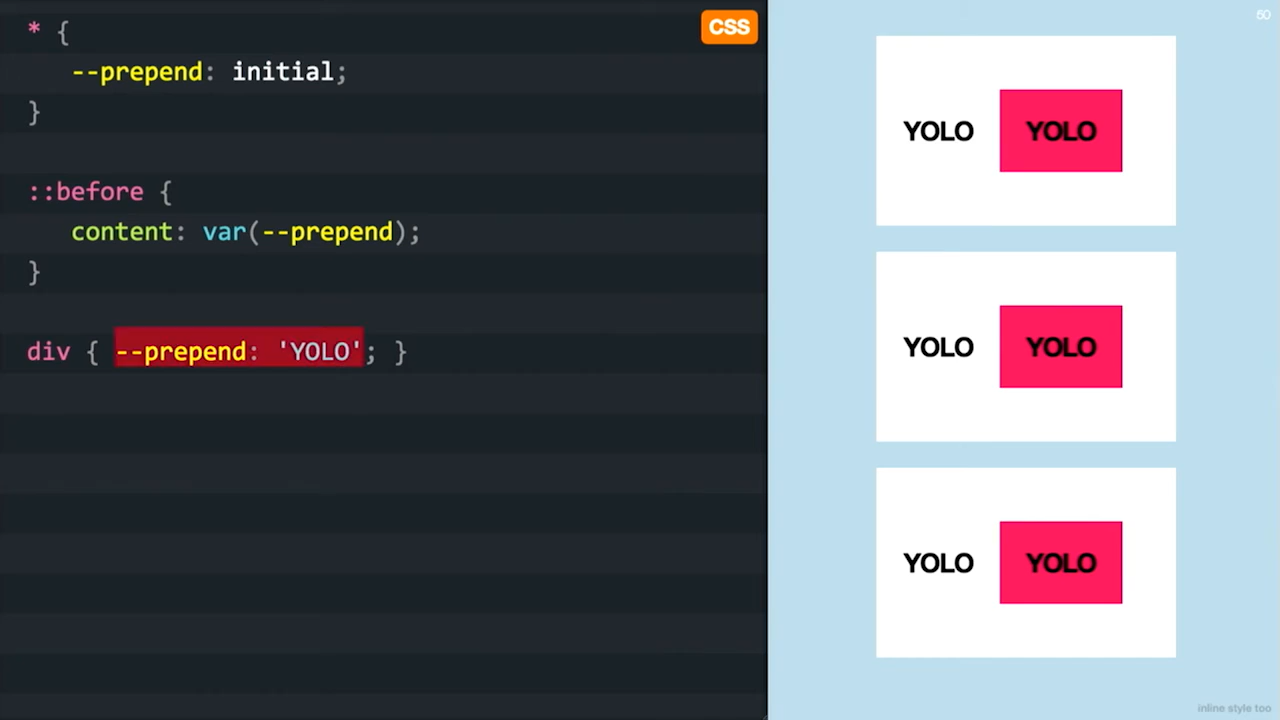 * {
--prepend: initial;
}
::before {
content: var(--prepend);
}
div { --prepend: 'YOLO'; }
CSS
50
YOLO YOLO
YOLO YOLO
YOLO YOLO
inline style too